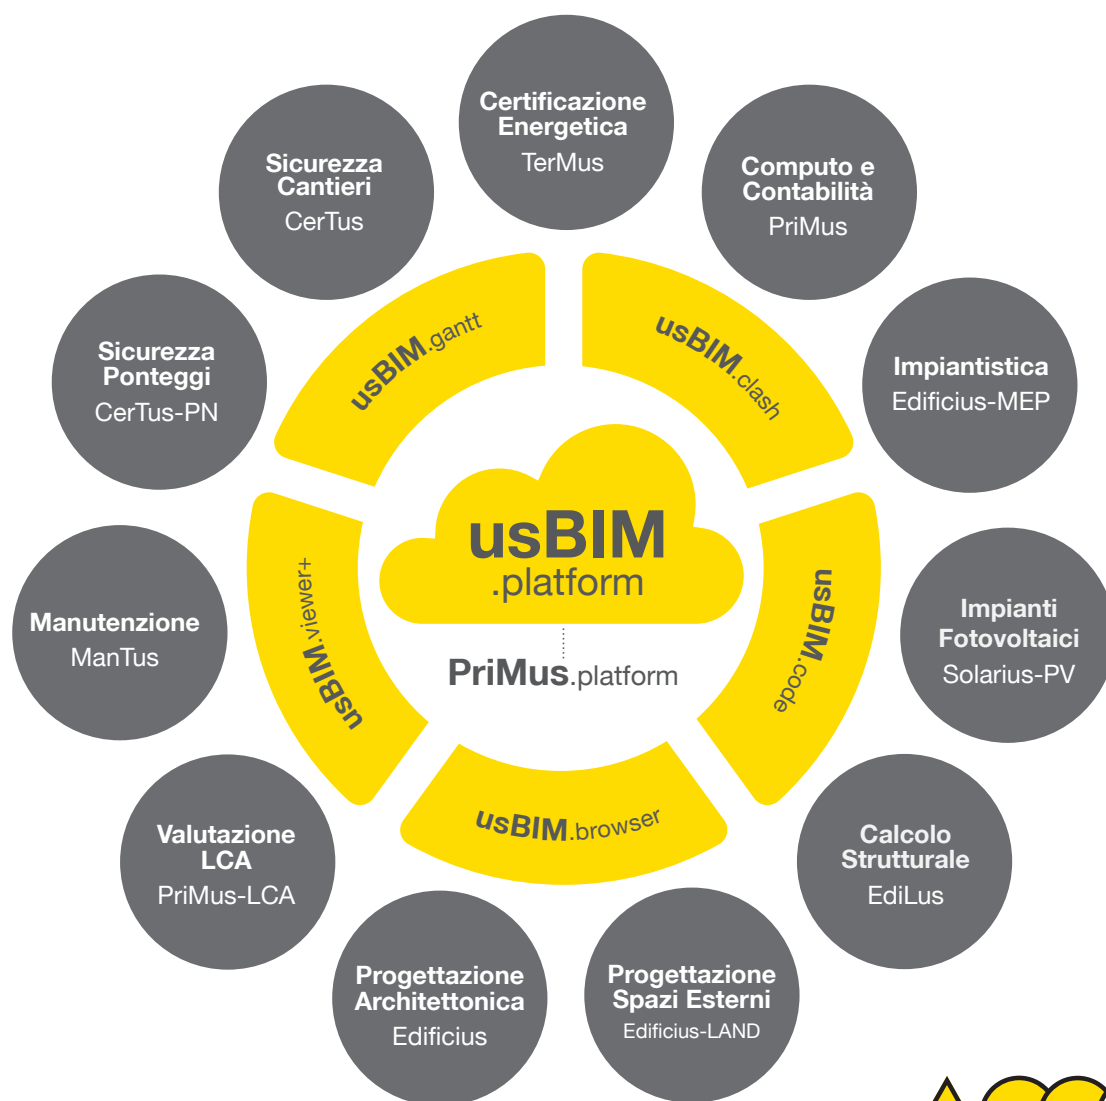 Certificazione
Energetica
TerMus
Computo e
Contabilità
PriMus
Impiantistica
Edificius-MEP
Impianti
Fotovoltaici
Solarius-PV
Calcolo
Strutturale
EdiLus
Progettazione
Spazi Esterni
Edificius-LAND
Progettazione
Architettonica
Edificius
Valutazione
LCA
PriMus-LCA
Manutenzione
ManTus
Sicurezza
Ponteggi
CerTus-PN
Sicurezza
Cantieri
CerTus
usBIM.gantt
usBIM.clash
usBIM.code
usBIM.browser
usBIM.viewer+
usBIM
.platform
PriMus.platform